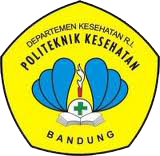 DEPARTEMEN KESEHATAN R.I.
POLITEKNIK KESEHATAN
BANDUNG